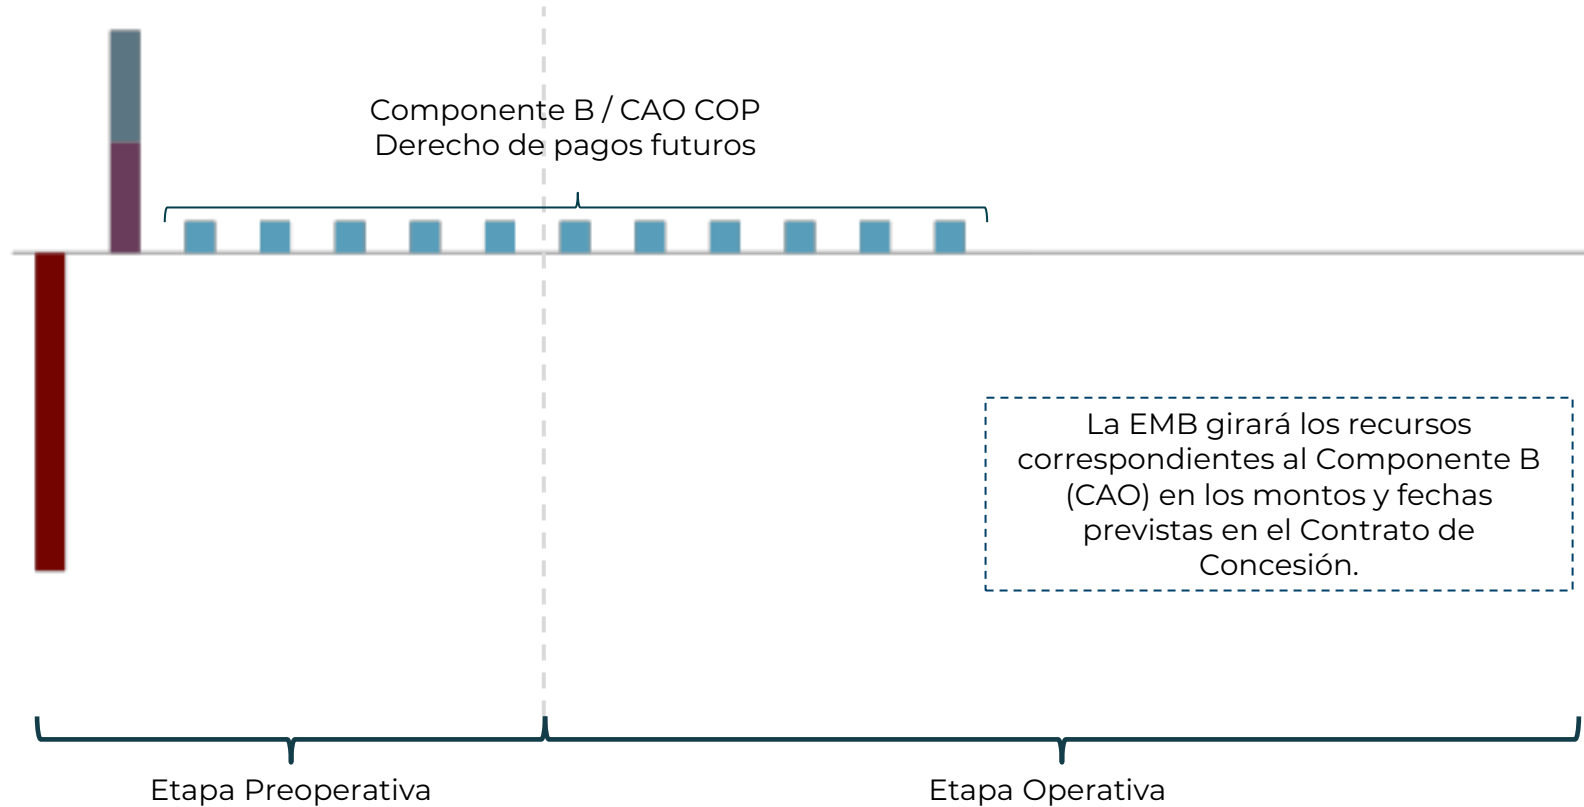 Componente B / CAO COP
Derecho de pagos futuros
La EMB girará los recursos
correspondientes al Componente B
(CAO) en los montos y fechas
previstas en el Contrato de
Concesión.
Etapa Preoperativa
Etapa Operativa